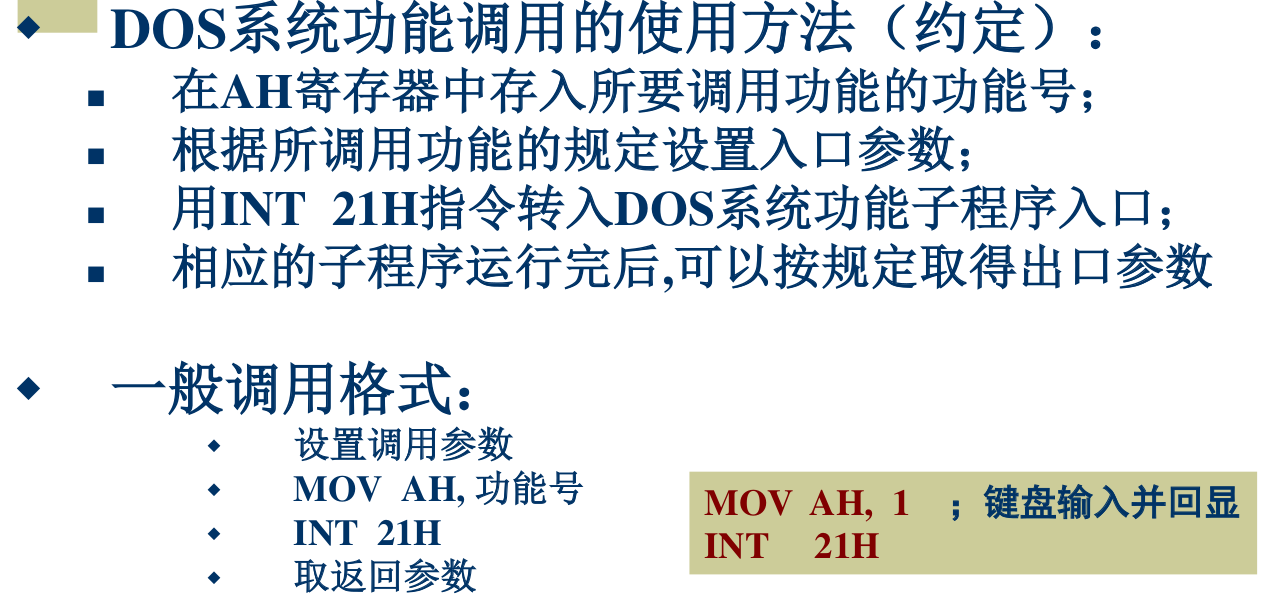 DOS系统功能调用的使用方法（约定）：
在AH寄存器中存入所要调用功能的功能号；
根据所调用功能的规定设置入口参数；
用INT 21H指令转入DOS系统功能子程序入口；
相应的子程序运行完后,可以按规定取得出口参数
一般调用格式：
设置调用参数
MOV AH, 功能号
INT 21H
取返回参数
MOV AH, 1 ；键盘输入并回显
INT 21H